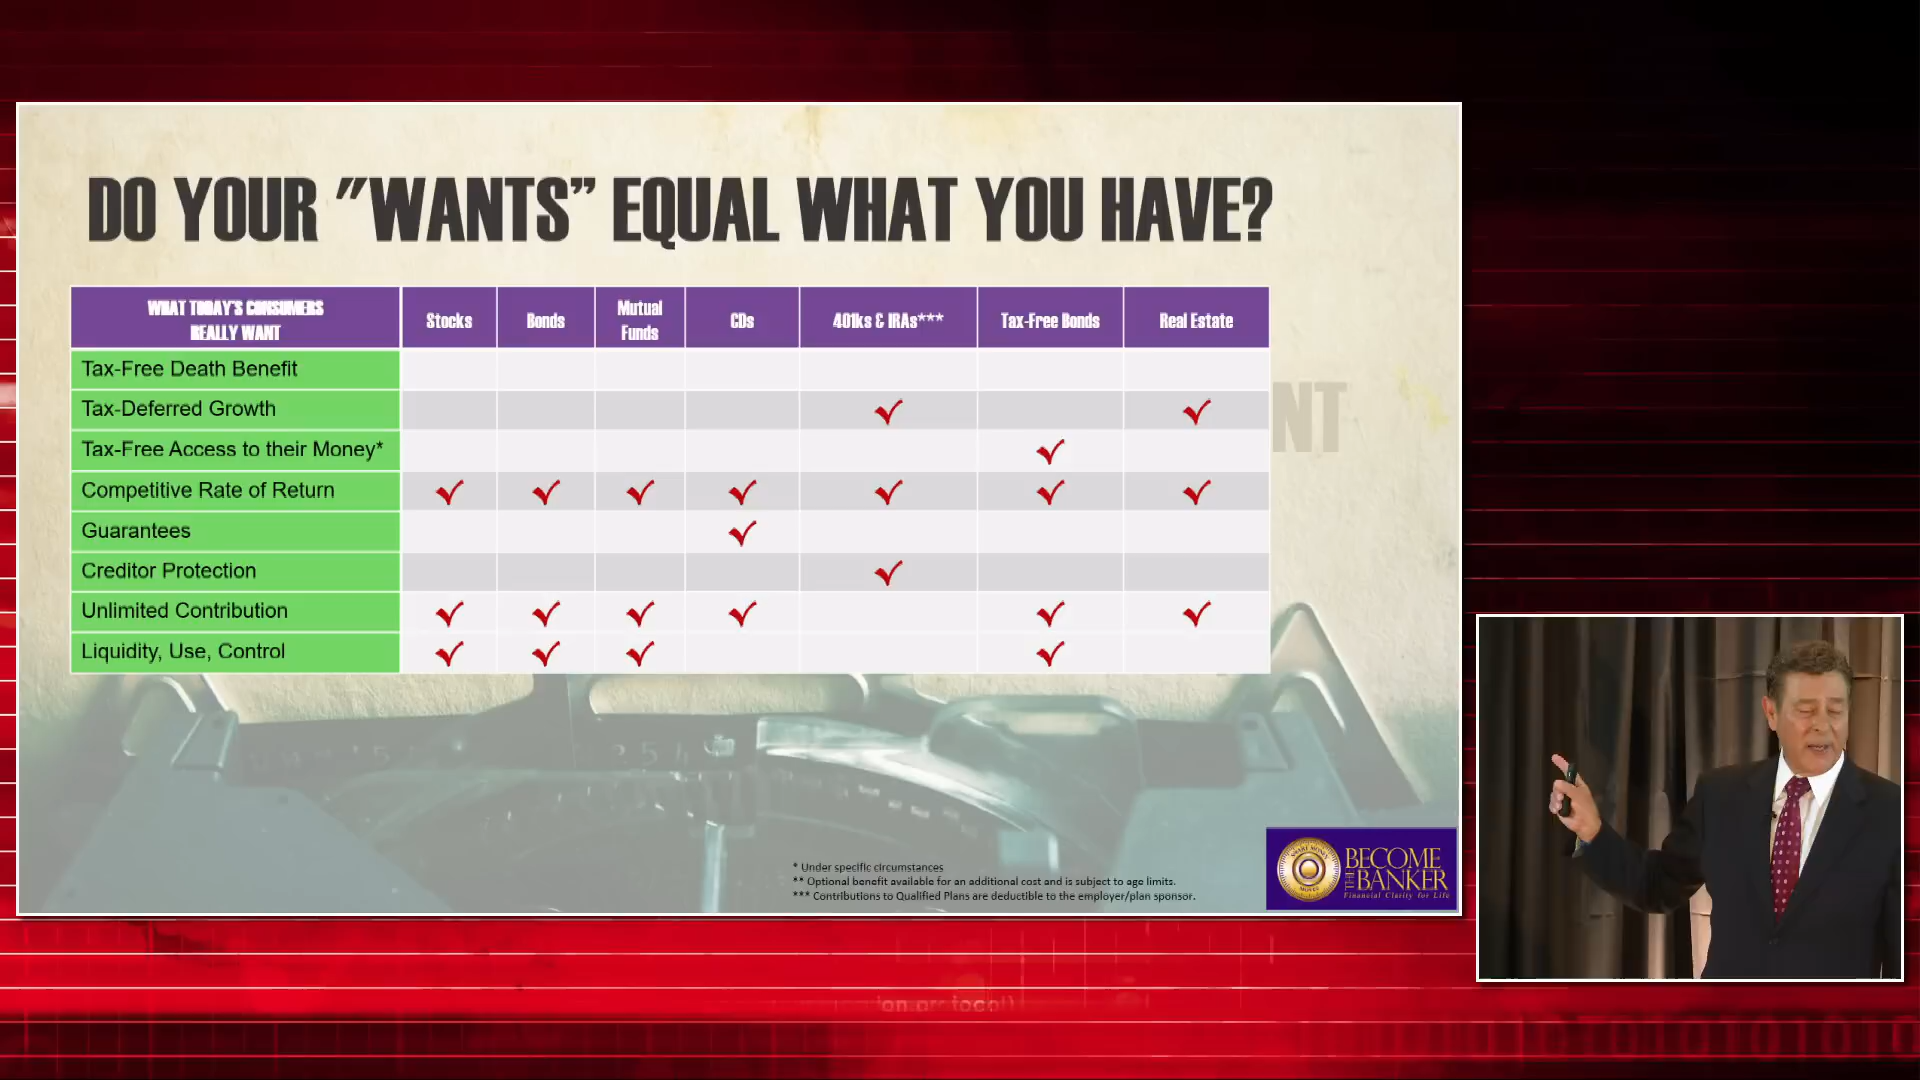 DO YOUR "WANTS” EQUAL WHAT YOU HAVE?
WHAT TODAY'S CONSUMERS
REALLY WANT
Stocks
Bonds
Mutual
Funds
CDs
401ks & IRAs***
Tax-Free Bonds
Real Estate
Tax-Free Death Benefit
Tax-Deferred Growth
NT
Tax-Free Access to their Money*
Competitive Rate of Return
Guarantees
Creditor Protection
Unlimited Contribution
Liquidity, Use, Control
* Under specific circumstances
** Optional benefit available for an additional cost and is subject to age limits.
*** Contributions to Qualified Plans are deductible to the employer/plan sponsor.
BECOME
THE BANKER
Financial Clarity for Life